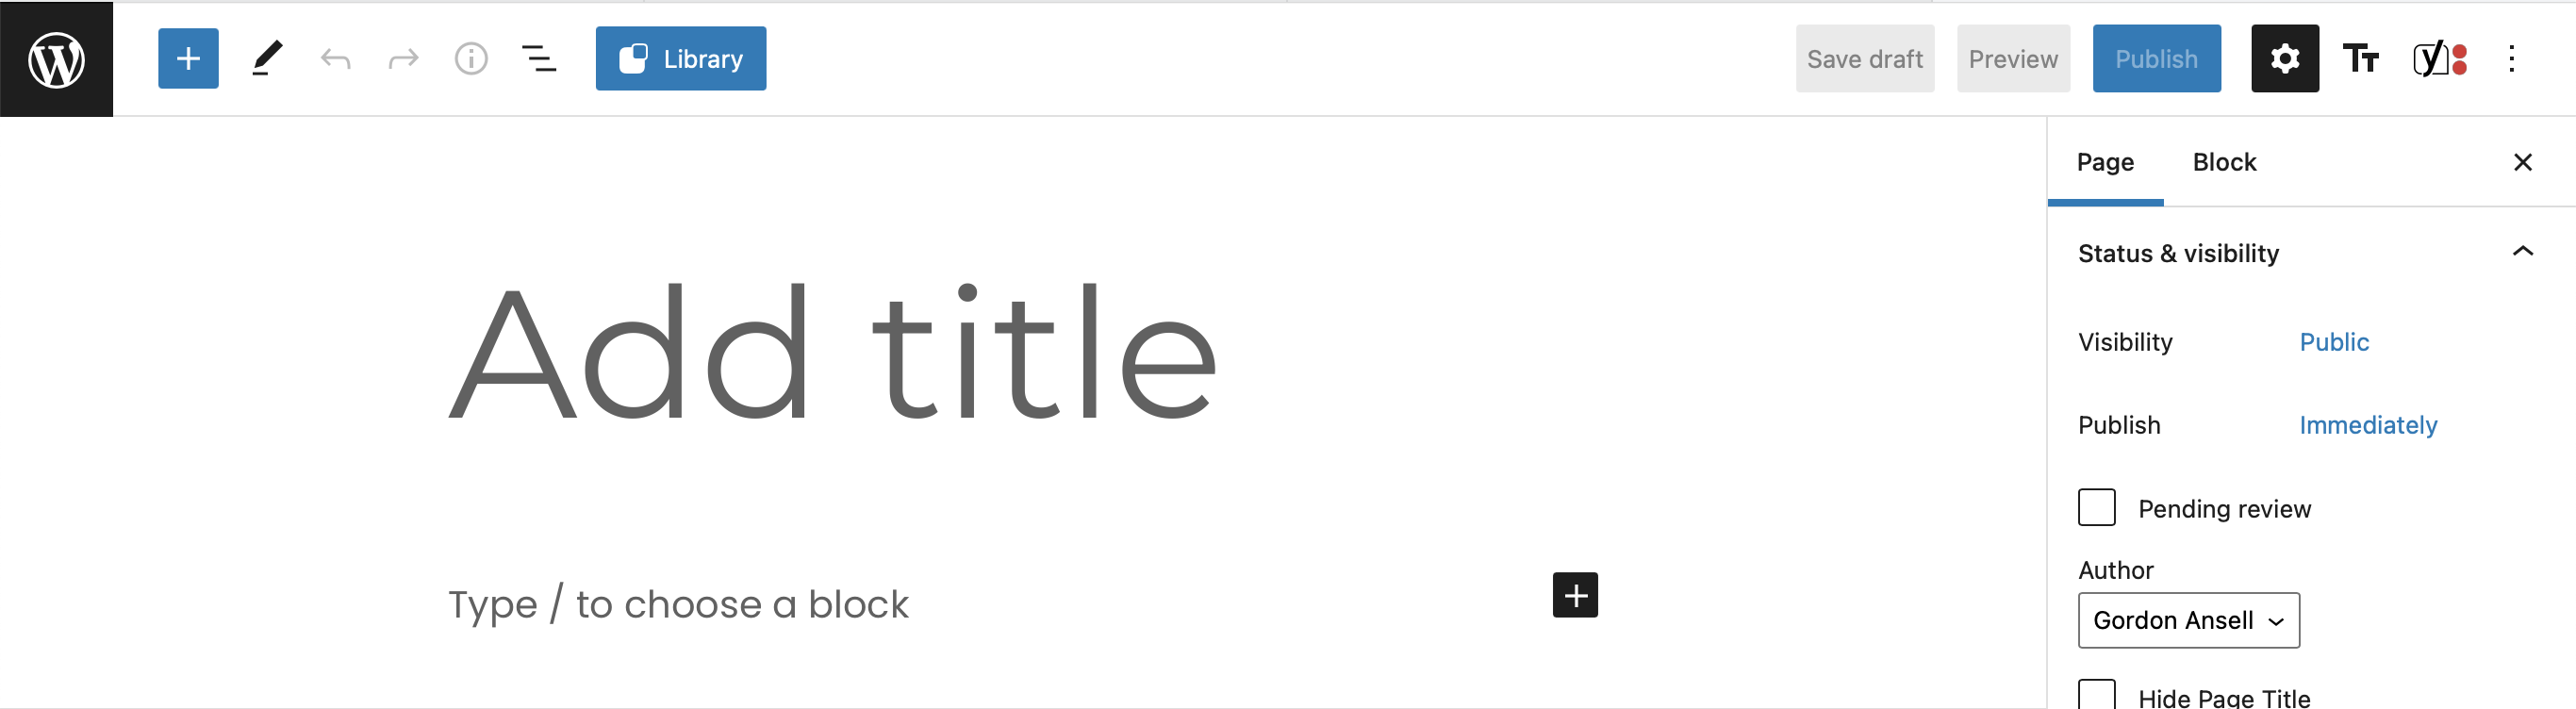 Library
Save draft
Preview
Publish
Tt
Page
Block
Status & visibility
Add title
Visibility
Public
Publish
Immediately
Pending review
Author
Type / to choose a block
Gordon Ansell
Hide Page Title